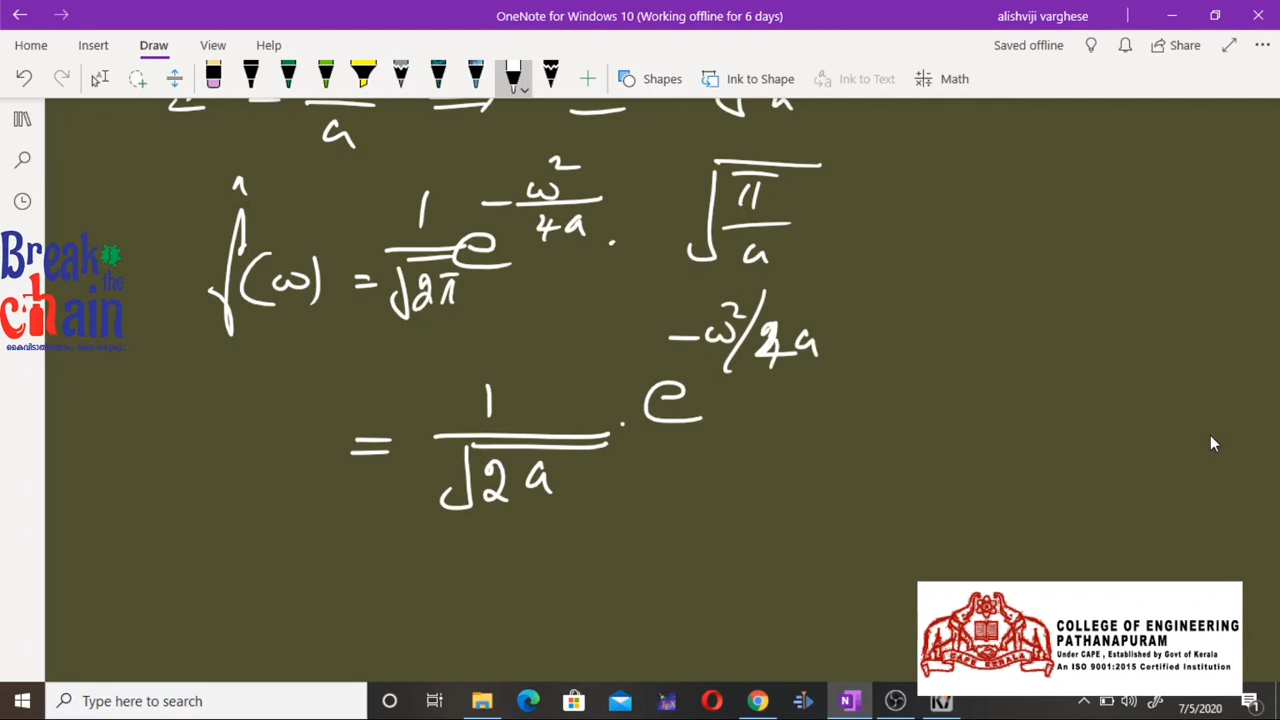 OneNote for Windows 10 (Working offline for 6 days)
alishviji varghese
Home Insert Draw View Help
Saved offline
Share
Shapes
Ink to Shape
Ink to Text
Math
a
f̂(ω) = 1/√2π e^(-ω²/4a) · √(π/a)
= 1/√2a · e^(-ω²/4a)
Break
the
chain
COLLEGE OF ENGINEERING
PATHANAPURAM
Under CAPE , Established by Govt of Kerala
An ISO 9001:2015 Certified Institution
Type here to search
7/5/2020